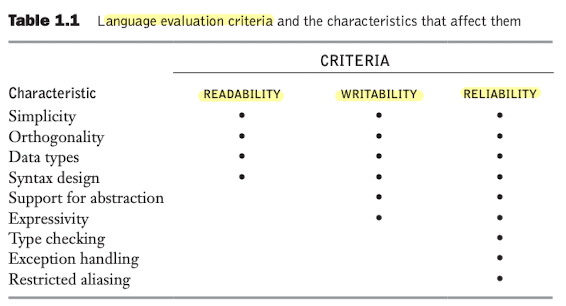 Table 1.1 Language evaluation criteria and the characteristics that affect them
CRITERIA
Characteristic READABILITY WRITABILITY RELIABILITY
Simplicity • • •
Orthogonality • • •
Data types • • •
Syntax design • • •
Support for abstraction • •
Expressivity • •
Type checking •
Exception handling •
Restricted aliasing •